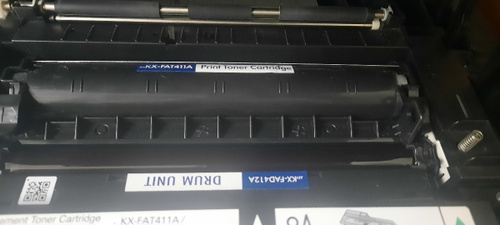 KX-FAT411A Print Toner Cartridge
KX-FAD412A DRUM UNIT
ement Toner Cartridge KX-FAT411A /